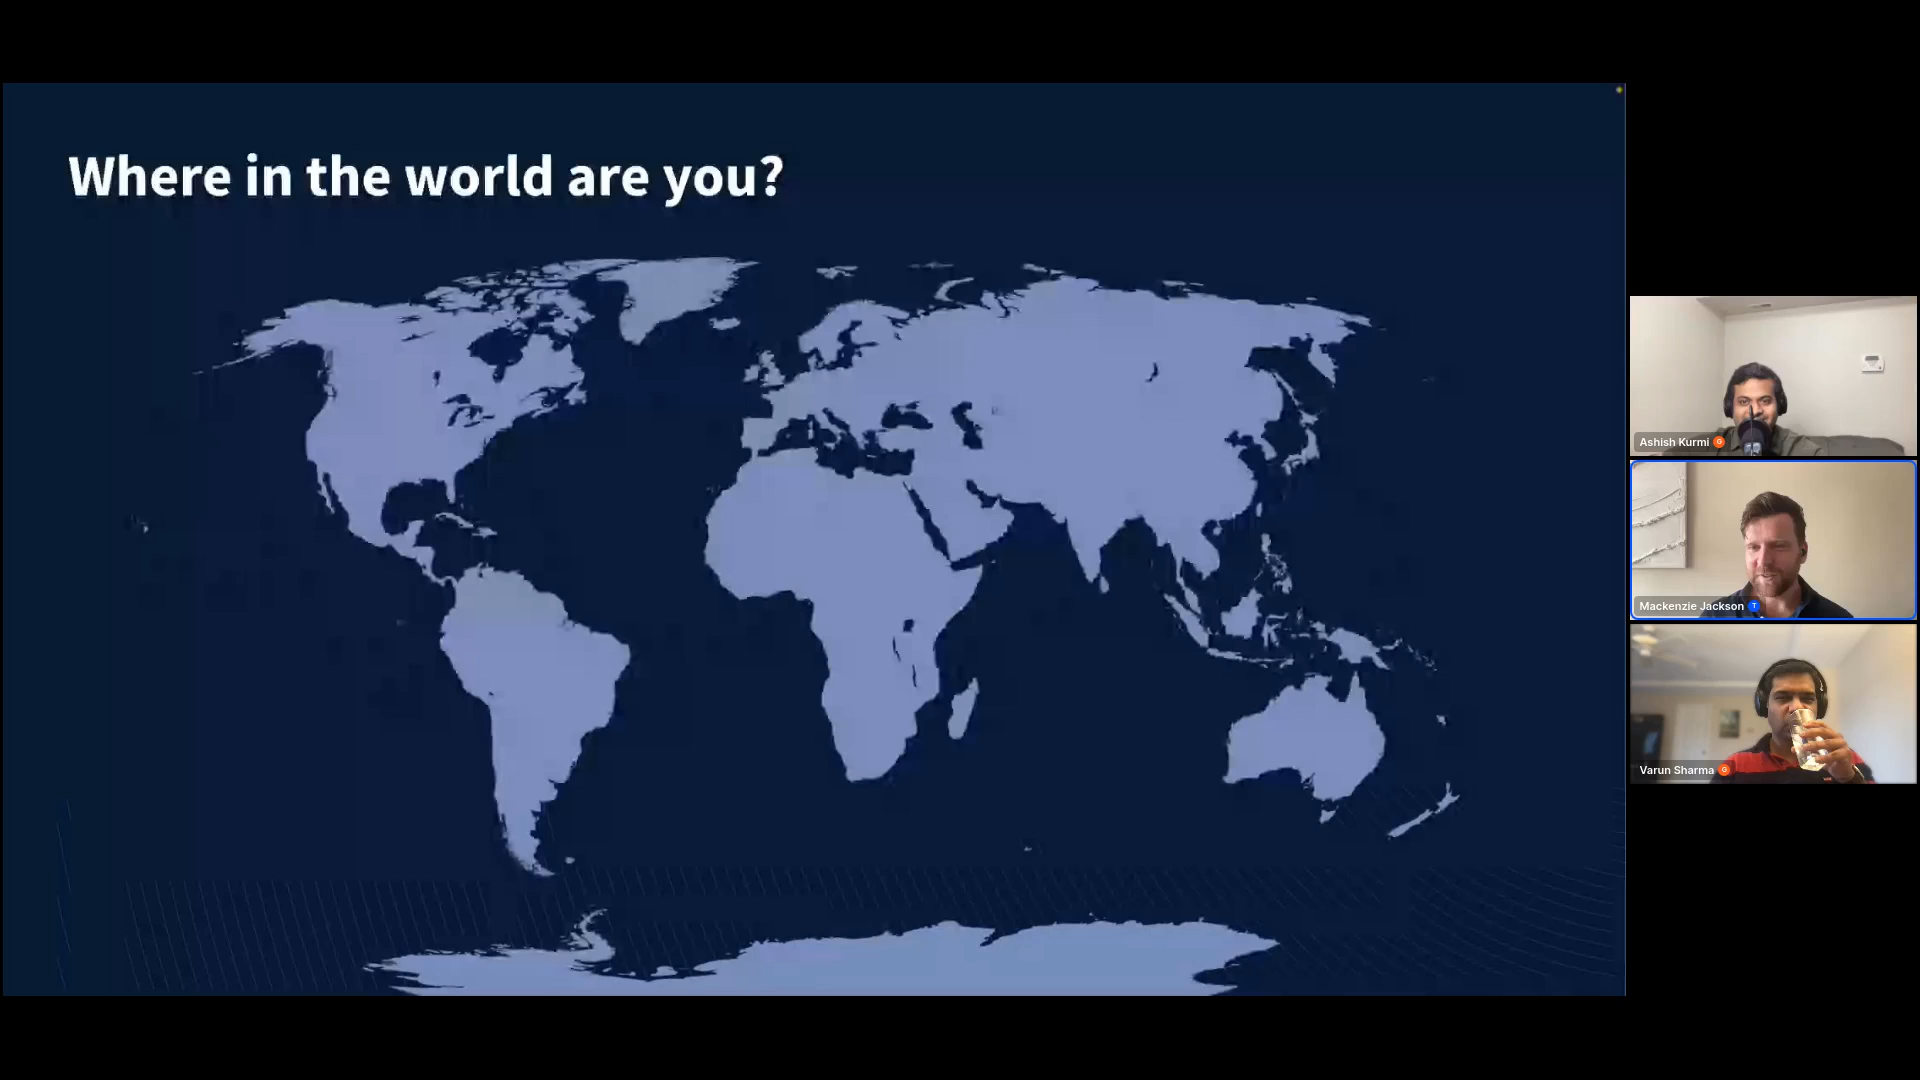 Where in the world are you?
Ashish Kurmi G
Mackenzie Jackson T
Varun Sharma G